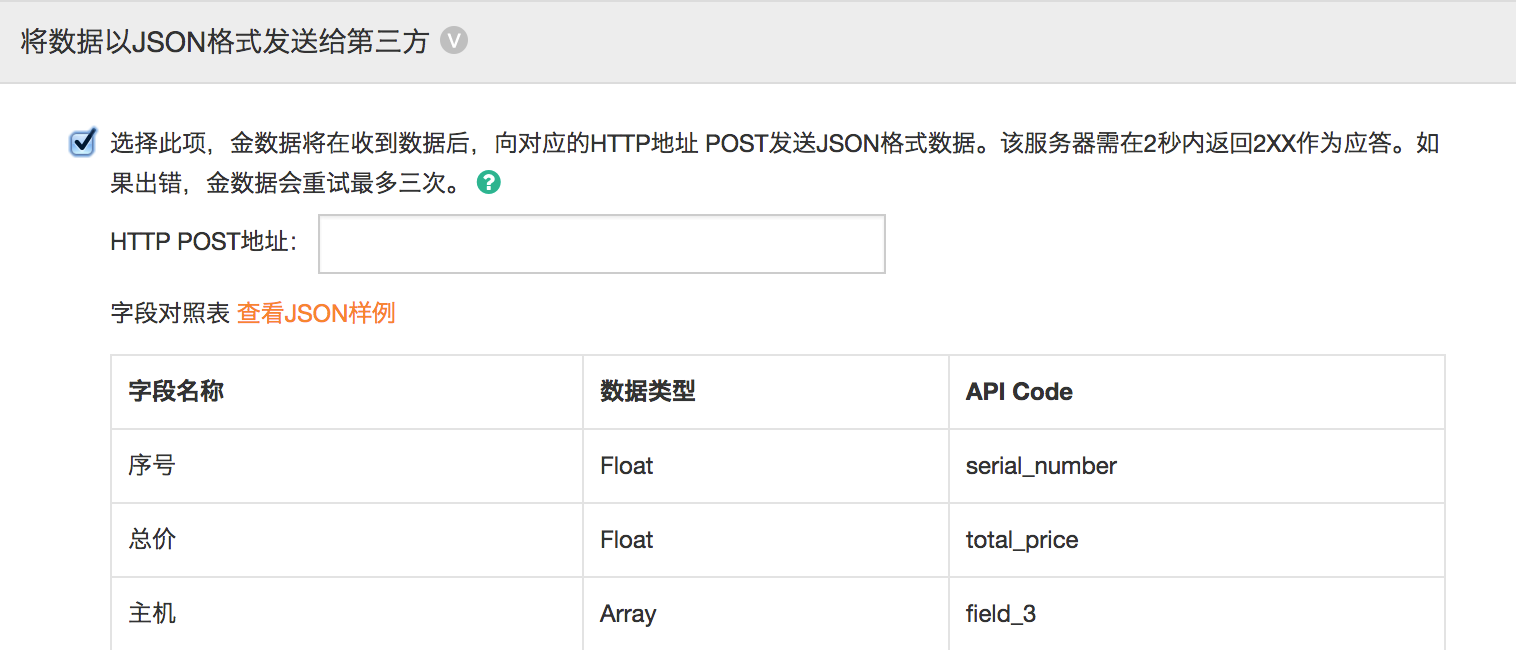 将数据以JSON格式发送给第三方 V
选择此项，金数据将在收到数据后，向对应的HTTP地址 POST发送JSON格式数据。该服务器需在2秒内返回2XX作为应答。如
果出错，金数据会重试最多三次。 ?
HTTP POST地址：
字段对照表 查看JSON样例
字段名称 数据类型 API Code
序号 Float serial_number
总价 Float total_price
主机 Array field_3